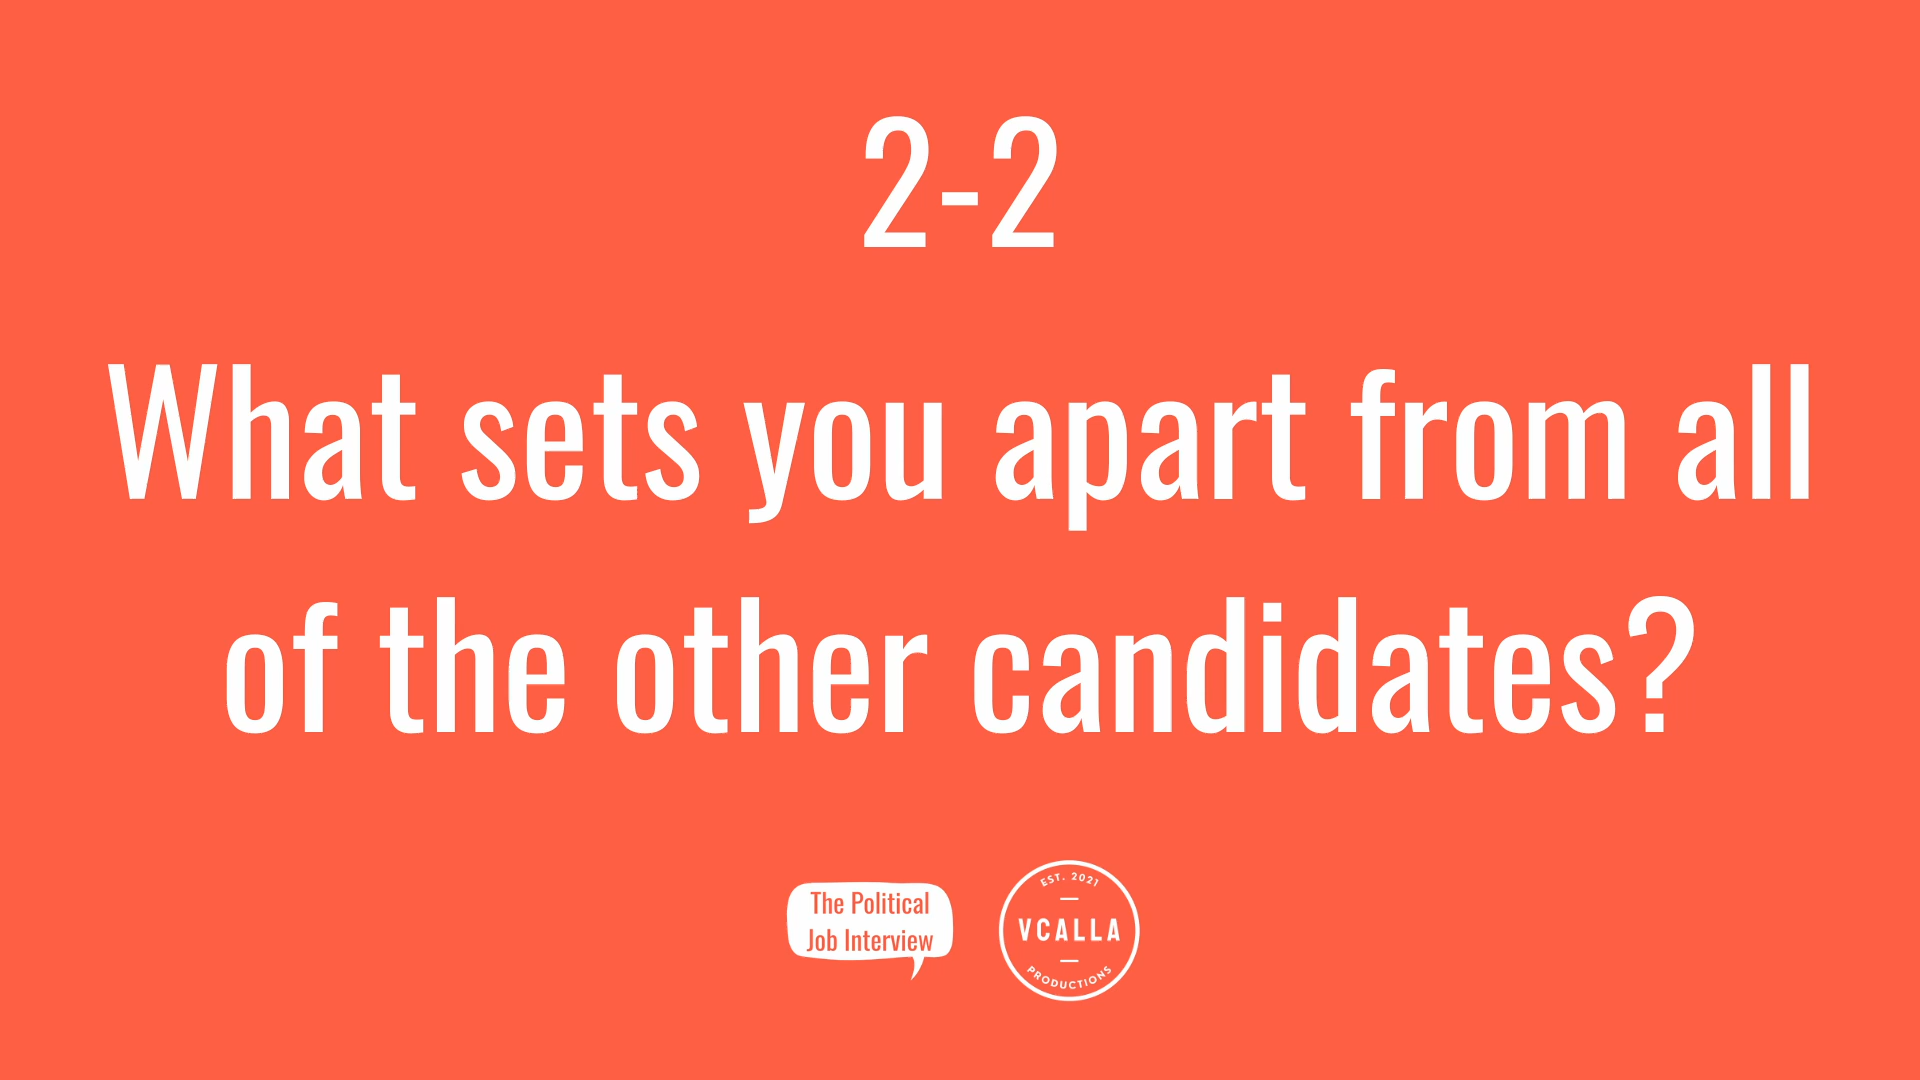 2-2
What sets you apart from all
of the other candidates?
The Political
Job Interview
EST. 2021
VCALLA
PRODUCTIONS